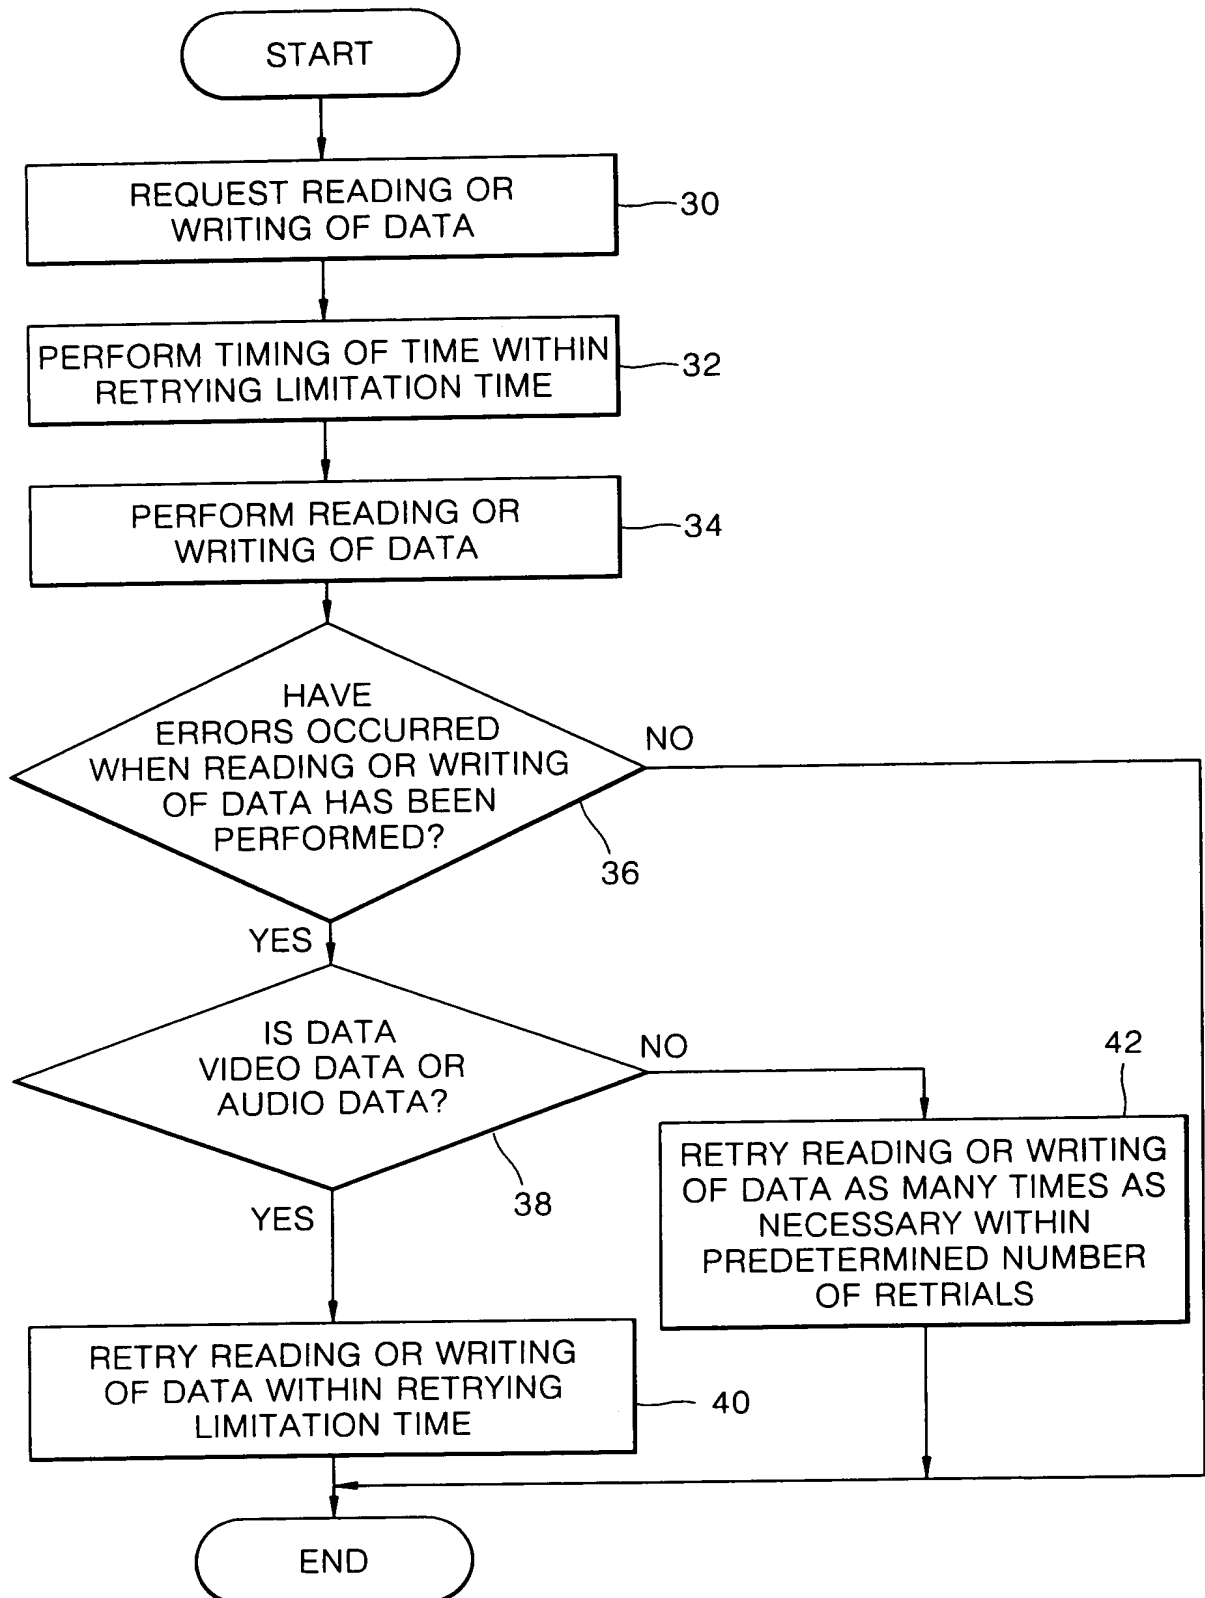 START
REQUEST READING OR
WRITING OF DATA
30
PERFORM TIMING OF TIME WITHIN
RETRYING LIMITATION TIME
32
PERFORM READING OR
WRITING OF DATA
34
HAVE
ERRORS OCCURRED
WHEN READING OR WRITING
OF DATA HAS BEEN
PERFORMED?
NO
36
YES
IS DATA
VIDEO DATA OR
AUDIO DATA?
NO
38
42
RETRY READING OR WRITING
OF DATA AS MANY TIMES AS
NECESSARY WITHIN
PREDETERMINED NUMBER
OF RETRIALS
YES
RETRY READING OR WRITING
OF DATA WITHIN RETRYING
LIMITATION TIME
40
END